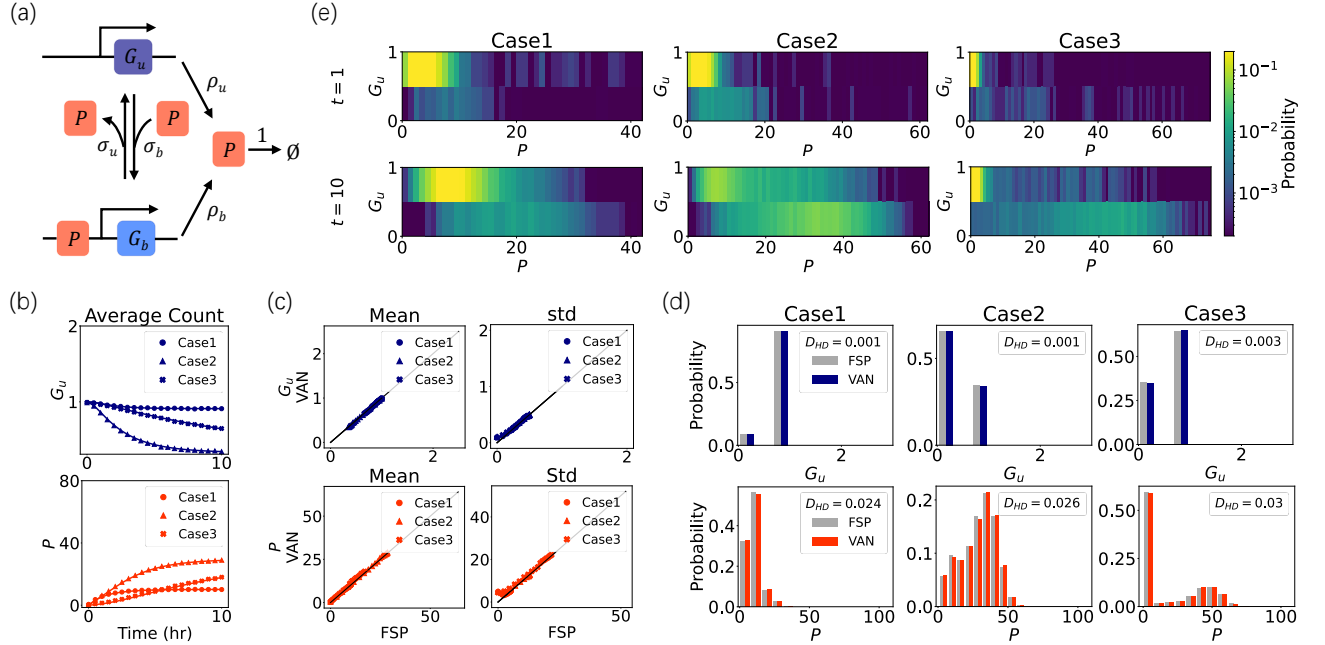 (a)
G_u
ρ_u
P
P
P
1
∅
σ_u
σ_b
ρ_b
P
G_b
(e)
Case1
Case2
Case3
t = 1
G_u
1
0
0
20
40
P
G_u
1
0
0
20
40
60
P
G_u
1
0
0
20
40
60
P
t = 10
G_u
1
0
0
20
40
P
G_u
1
0
0
20
40
60
P
G_u
1
0
0
20
40
60
P
10⁻¹
10⁻²
10⁻³
Probability
(b)
Average Count
2
1
G_u
Case1
Case2
Case3
0
10
80
40
0
P
Case1
Case2
Case3
0
10
Time (hr)
(c)
Mean
2
1
0
G_u
VAN
Case1
Case2
Case3
0
2
std
2
1
0
Case1
Case2
Case3
0
2
Mean
50
25
0
P
VAN
Case1
Case2
Case3
0
50
FSP
Std
40
20
0
Case1
Case2
Case3
0
50
FSP
(d)
Case1
Probability
0.5
0.0
D_HD = 0.001
FSP
VAN
0
2
G_u
Case2
0.50
0.25
0.00
D_HD = 0.001
0
2
G_u
Case3
0.50
0.25
0.00
D_HD = 0.003
0
2
G_u
Probability
0.4
0.2
0.0
D_HD = 0.024
0
50
100
P
0.2
0.1
0.0
D_HD = 0.026
FSP
VAN
0
50
100
P
0.50
0.25
0.00
D_HD = 0.03
0
50
100
P